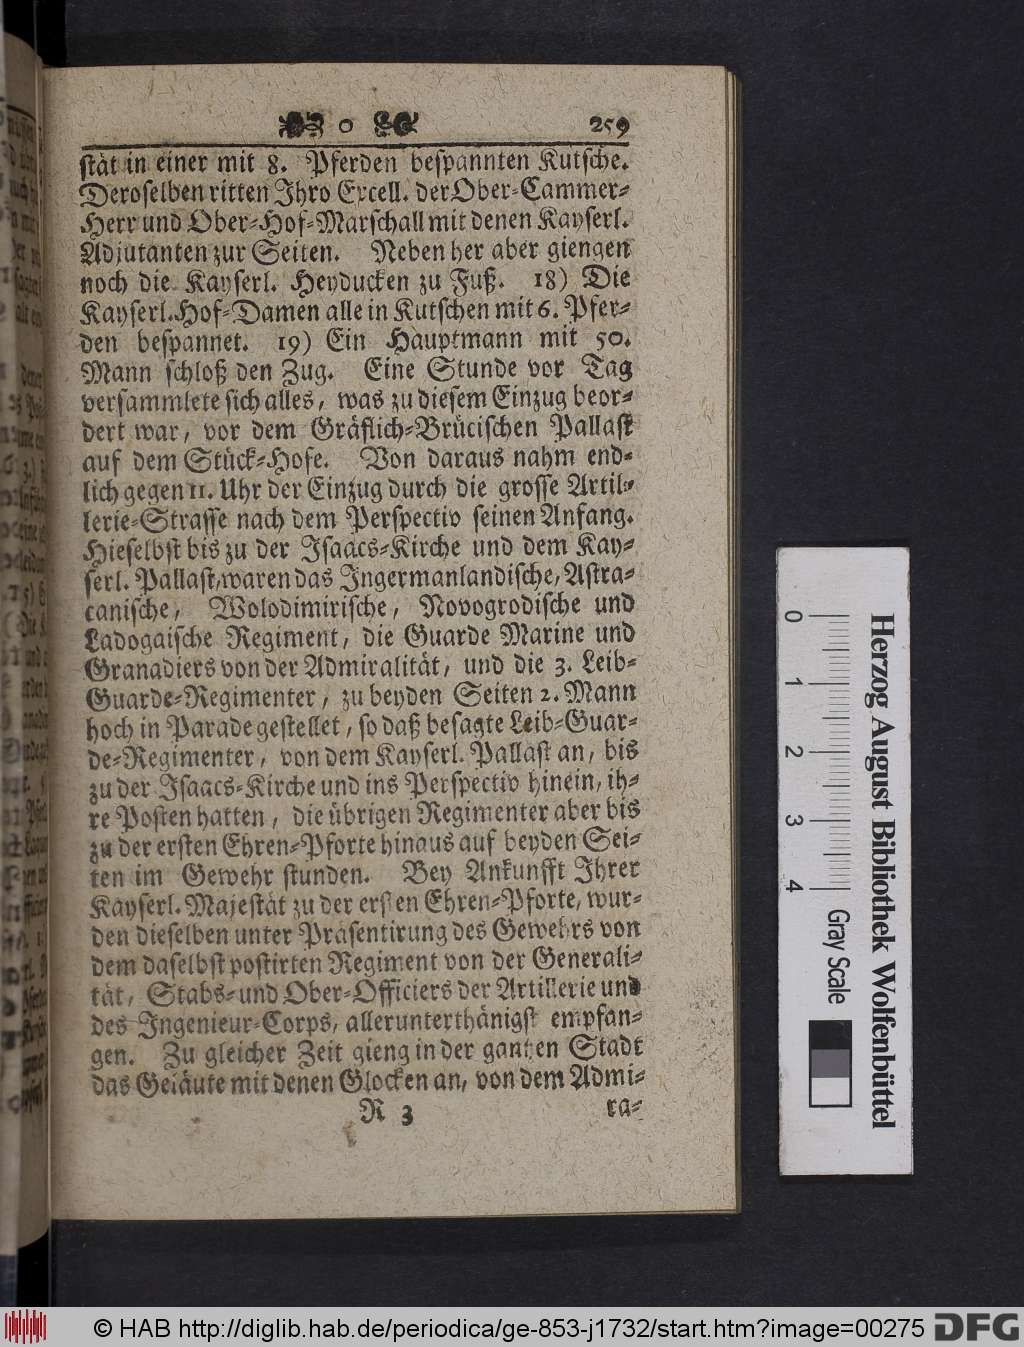 o 259
ſtät in einer mit 8. Pferden beſpannten Kutſche.
Deroſelben ritten Ihro Excell. der Ober-Cammer-
Herr und Ober-Hof-Marſchall mit denen Kayſerl.
Adjutanten zur Seiten. Neben her aber giengen
noch die Kayſerl. Heyducken zu Fuß. 18) Die
Kayſerl. Hof-Damen alle in Kutſchen mit 6. Pfer-
den beſpannet. 19) Ein Hauptmann mit 50.
Mann ſchloß den Zug. Eine Stunde vor Tag
verſammlete ſich alles, was zu dieſem Einzug beor-
dert war, vor dem Gräflich-Brüciſchen Pallaſt
auf dem Stück-Hofe. Von daraus nahm end-
lich gegen 11. Uhr der Einzug durch die groſſe Artil-
lerie-Straſſe nach dem Perſpectiv ſeinen Anfang.
Hieſelbſt bis zu der Iſaacs-Kirche und dem Kay-
ſerl. Pallaſt, waren das Ingermanlandiſche, Aſtra-
caniſche, Wolodimiriſche, Novogrodiſche und
Ladogaiſche Regiment, die Guarde Marine und
Granadiers von der Admiralität, und die 3. Leib-
Guarde-Regimenter, zu beyden Seiten 2. Mann
hoch in Parade geſtellet, ſo daß beſagte Leib-Guar-
de-Regimenter, von dem Kayſerl. Pallaſt an, bis
zu der Iſaacs-Kirche und ins Perſpectiv hinein, ih-
re Poſten hatten, die übrigen Regimenter aber bis
zu der erſten Ehren-Pforte hinaus auf beyden Sei-
ten im Gewehr ſtunden. Bey Ankunfft Ihrer
Kayſerl. Majeſtät zu der erſten Ehren-Pforte, wur-
den dieſelben unter Präſentirung des Gewehrs von
dem daſelbſt poſtirten Regiment von der Generali-
tät, Stabs- und Ober-Officiers der Artillerie und
des Ingenieur-Corps, allerunterthänigſt empfan-
gen. Zu gleicher Zeit gieng in der gantzen Stadt
das Geläute mit denen Glocken an, von dem Admi-
R 3 ra-
0 1 2 3 4
Gray Scale
Herzog August Bibliothek Wolfenbüttel
© HAB http://diglib.hab.de/periodica/ge-853-j1732/start.htm?image=00275 DFG